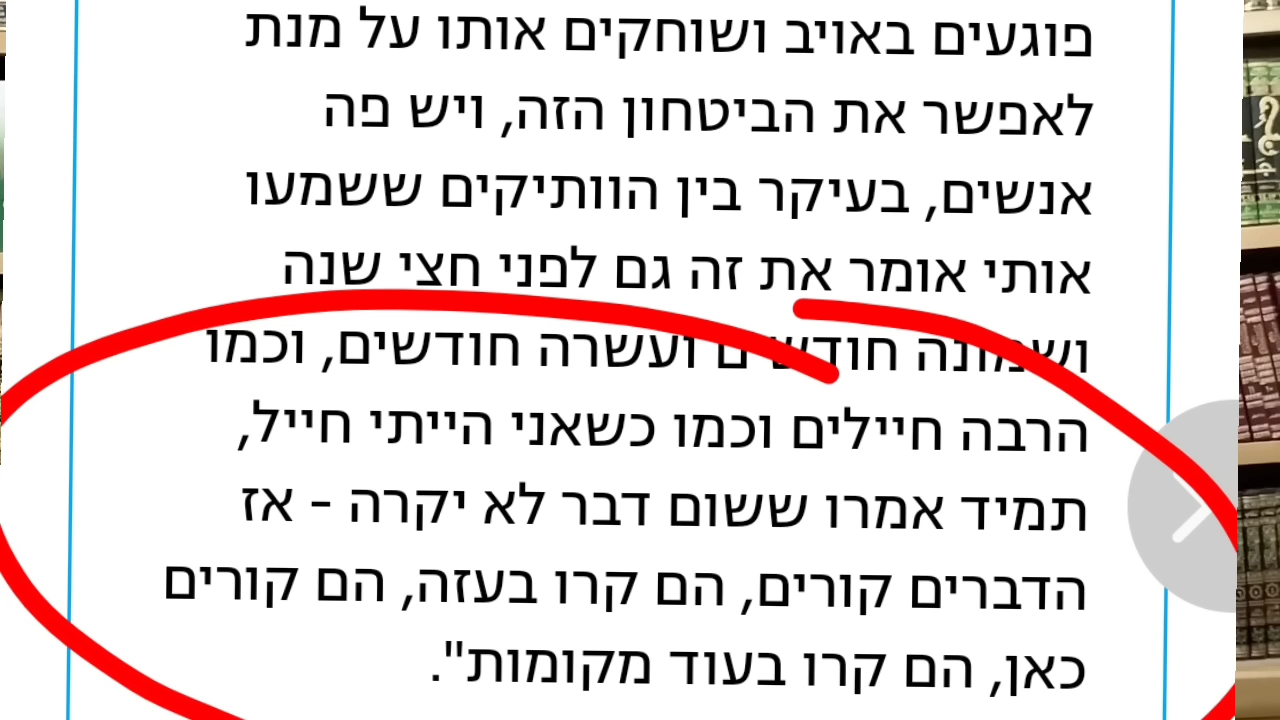 פוגעים באויב ושוחקים אותו על מנת
לאפשר את הביטחון הזה, ויש פה
אנשים, בעיקר בין הוותיקים ששמעו
אותי אומר את זה גם לפני חצי שנה
ושמונה חודשים ועשרה חודשים, וכמו
הרבה חיילים וכמו כשאני הייתי חייל,
תמיד אמרו ששום דבר לא יקרה – אז
הדברים קורים, הם קרו בעזה, הם קורים
כאן, הם קרו בעוד מקומות".